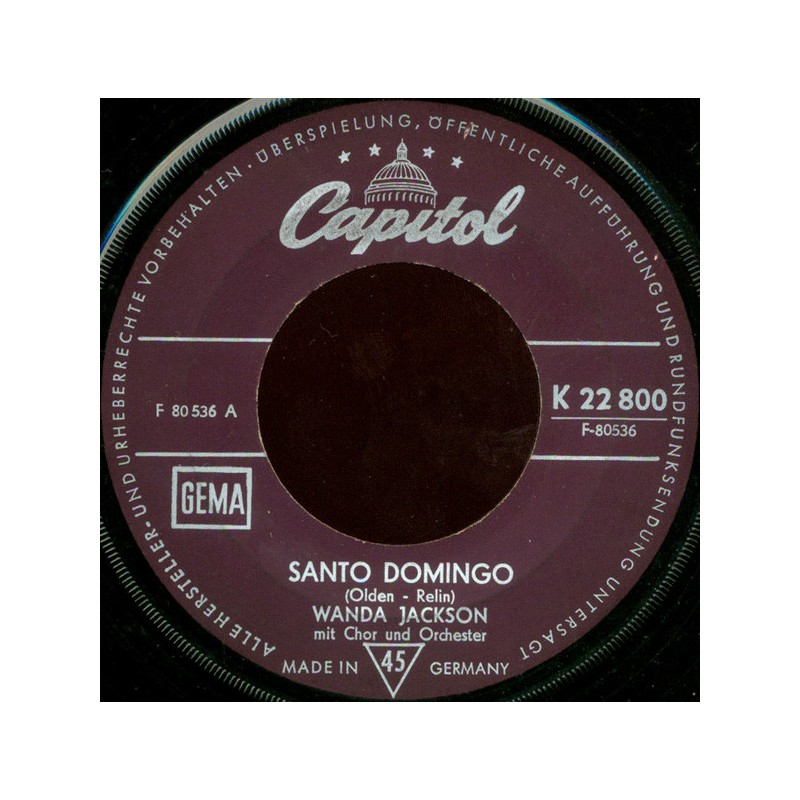 ALLE HERSTELLER- UND URHEBERRECHTE VORBEHALTEN · ÜBERSPIELUNG, ÖFFENTLICHE AUFFÜHRUNG UND RUNDFUNKSENDUNG UNTERSAGT
Capitol
F 80 536 A
K 22 800
F-80536
GEMA
SANTO DOMINGO
(Olden - Relin)
WANDA JACKSON
mit Chor und Orchester
MADE IN 45 GERMANY